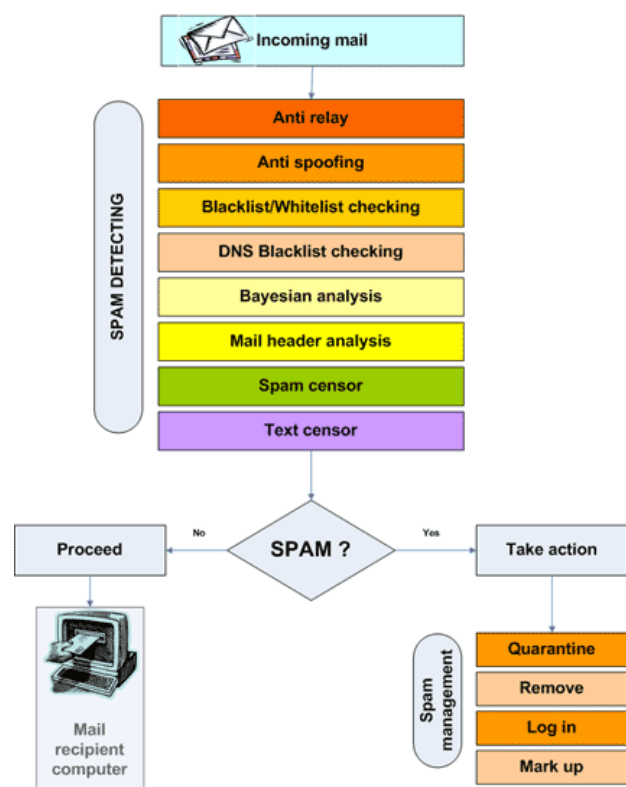 Incoming mail
SPAM DETECTING
Anti relay
Anti spoofing
Blacklist/Whitelist checking
DNS Blacklist checking
Bayesian analysis
Mail header analysis
Spam censor
Text censor
Proceed
No
SPAM ?
Yes
Take action
Mail
recipient
computer
Spam
management
Quarantine
Remove
Log in
Mark up